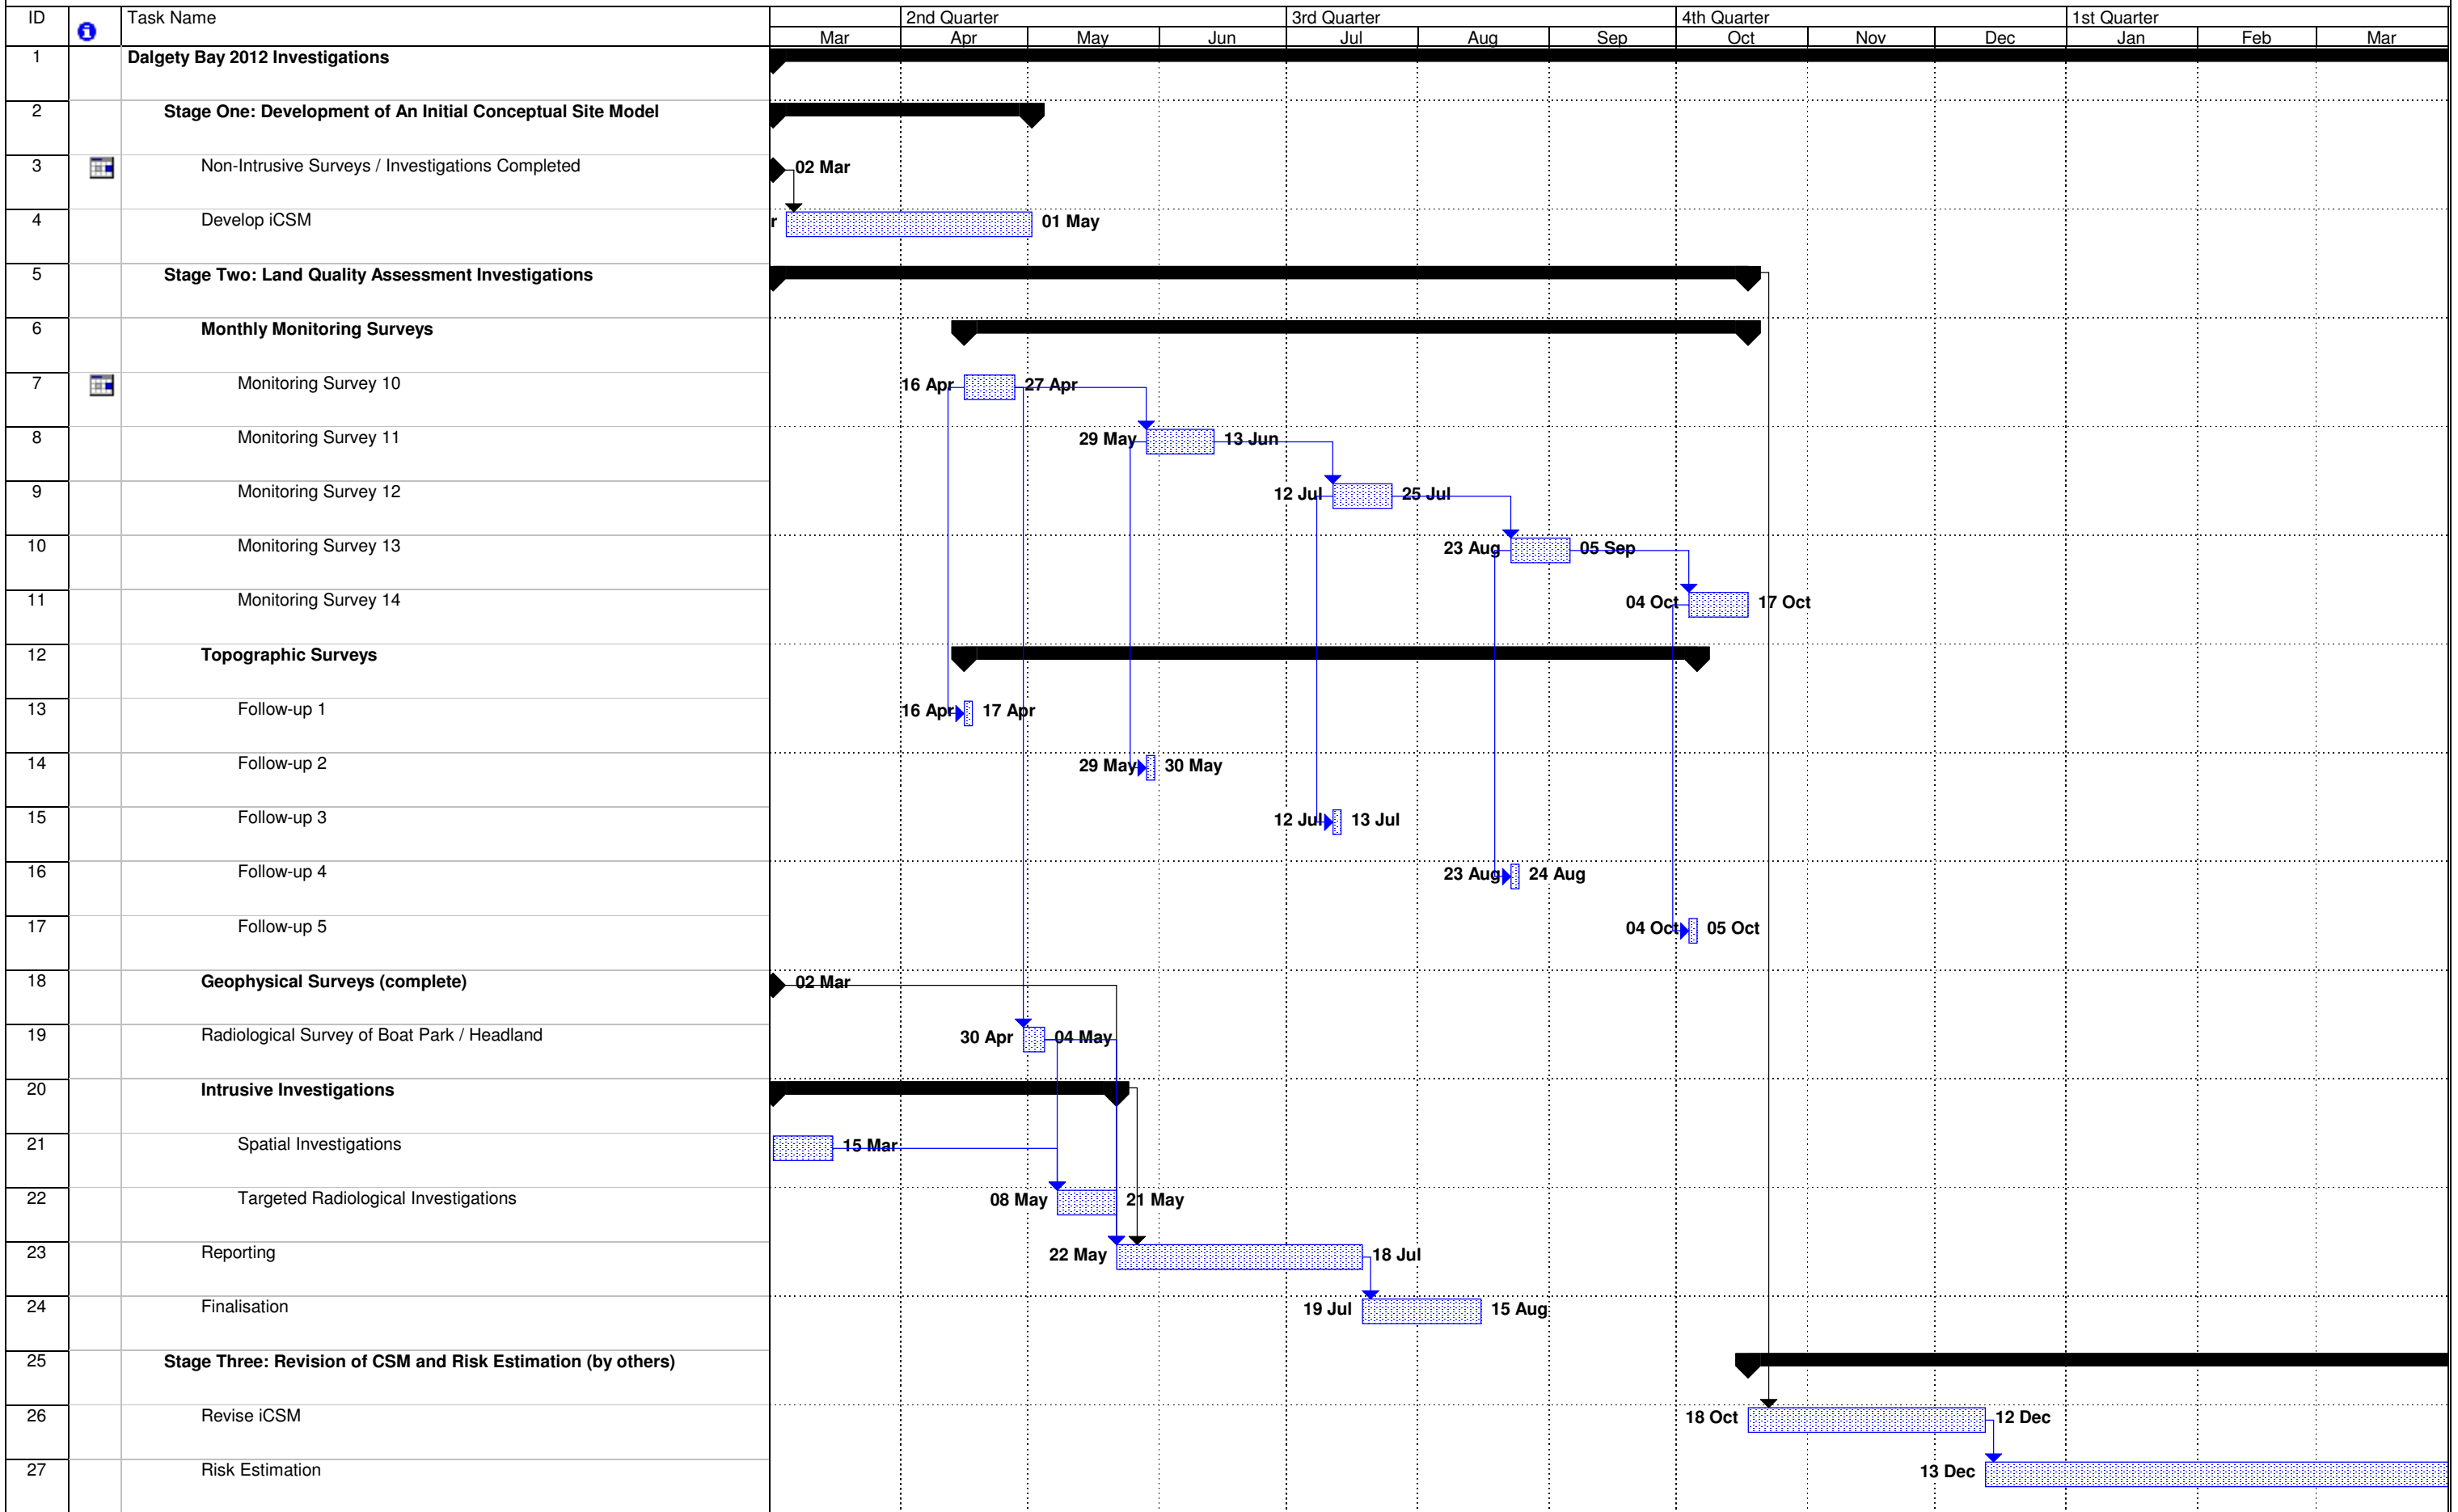 ID Task Name 2nd Quarter 3rd Quarter 4th Quarter 1st Quarter
i Mar Apr May Jun Jul Aug Sep Oct Nov Dec Jan Feb Mar
1 Dalgety Bay 2012 Investigations
2 Stage One: Development of An Initial Conceptual Site Model
3 Non-Intrusive Surveys / Investigations Completed 02 Mar
4 Develop iCSM r 01 May
5 Stage Two: Land Quality Assessment Investigations
6 Monthly Monitoring Surveys
7 Monitoring Survey 10 16 Apr 27 Apr
8 Monitoring Survey 11 29 May 13 Jun
9 Monitoring Survey 12 12 Jul 25 Jul
10 Monitoring Survey 13 23 Aug 05 Sep
11 Monitoring Survey 14 04 Oct 17 Oct
12 Topographic Surveys
13 Follow-up 1 16 Apr 17 Apr
14 Follow-up 2 29 May 30 May
15 Follow-up 3 12 Jul 13 Jul
16 Follow-up 4 23 Aug 24 Aug
17 Follow-up 5 04 Oct 05 Oct
18 Geophysical Surveys (complete) 02 Mar
19 Radiological Survey of Boat Park / Headland 30 Apr 04 May
20 Intrusive Investigations
21 Spatial Investigations 15 Mar
22 Targeted Radiological Investigations 08 May 21 May
23 Reporting 22 May 18 Jul
24 Finalisation 19 Jul 15 Aug
25 Stage Three: Revision of CSM and Risk Estimation (by others)
26 Revise iCSM 18 Oct 12 Dec
27 Risk Estimation 13 Dec